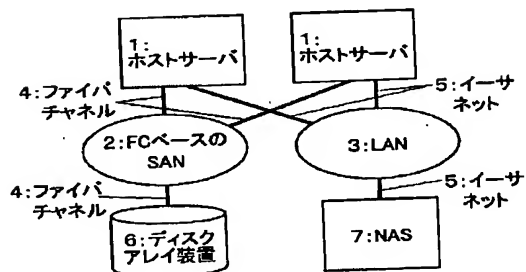 1:
ホストサーバ
1:
ホストサーバ
4:ファイバ
チャネル
5:イーサ
ネット
2:FCベースの
SAN
3:LAN
4:ファイバ
チャネル
5:イーサ
ネット
6:ディスク
アレイ装置
7:NAS